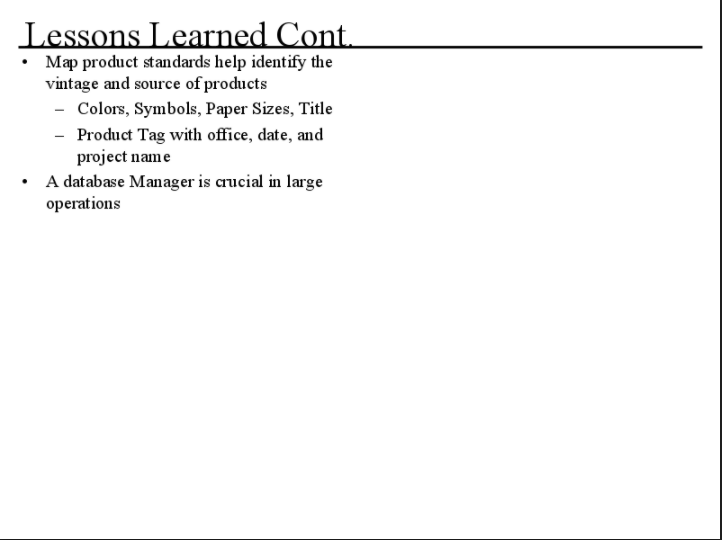 Lessons Learned Cont.
• Map product standards help identify the
vintage and source of products
– Colors, Symbols, Paper Sizes, Title
– Product Tag with office, date, and
project name
• A database Manager is crucial in large
operations